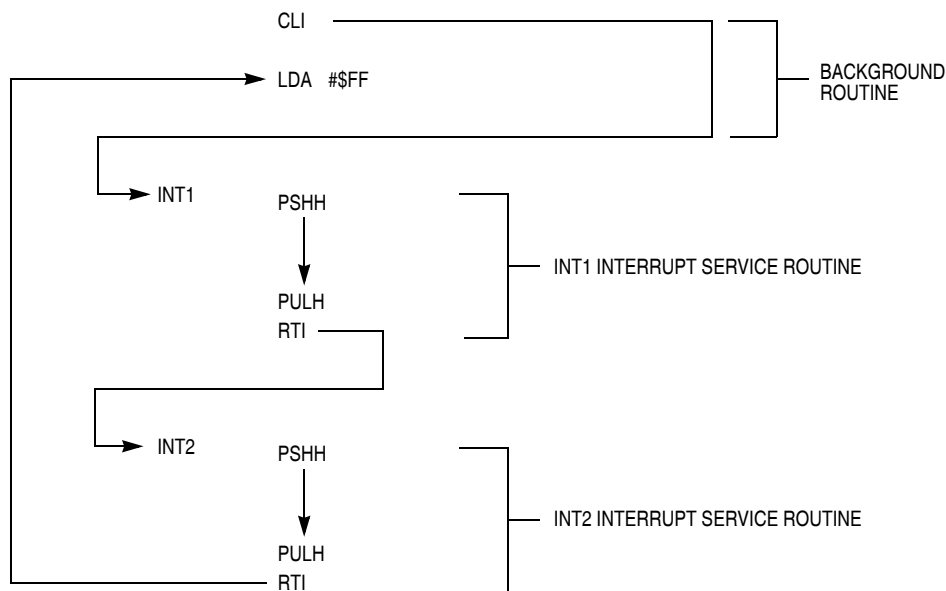 CLI
LDA #$FF
BACKGROUND
ROUTINE
INT1
PSHH
INT1 INTERRUPT SERVICE ROUTINE
PULH
RTI
INT2
PSHH
INT2 INTERRUPT SERVICE ROUTINE
PULH
RTI